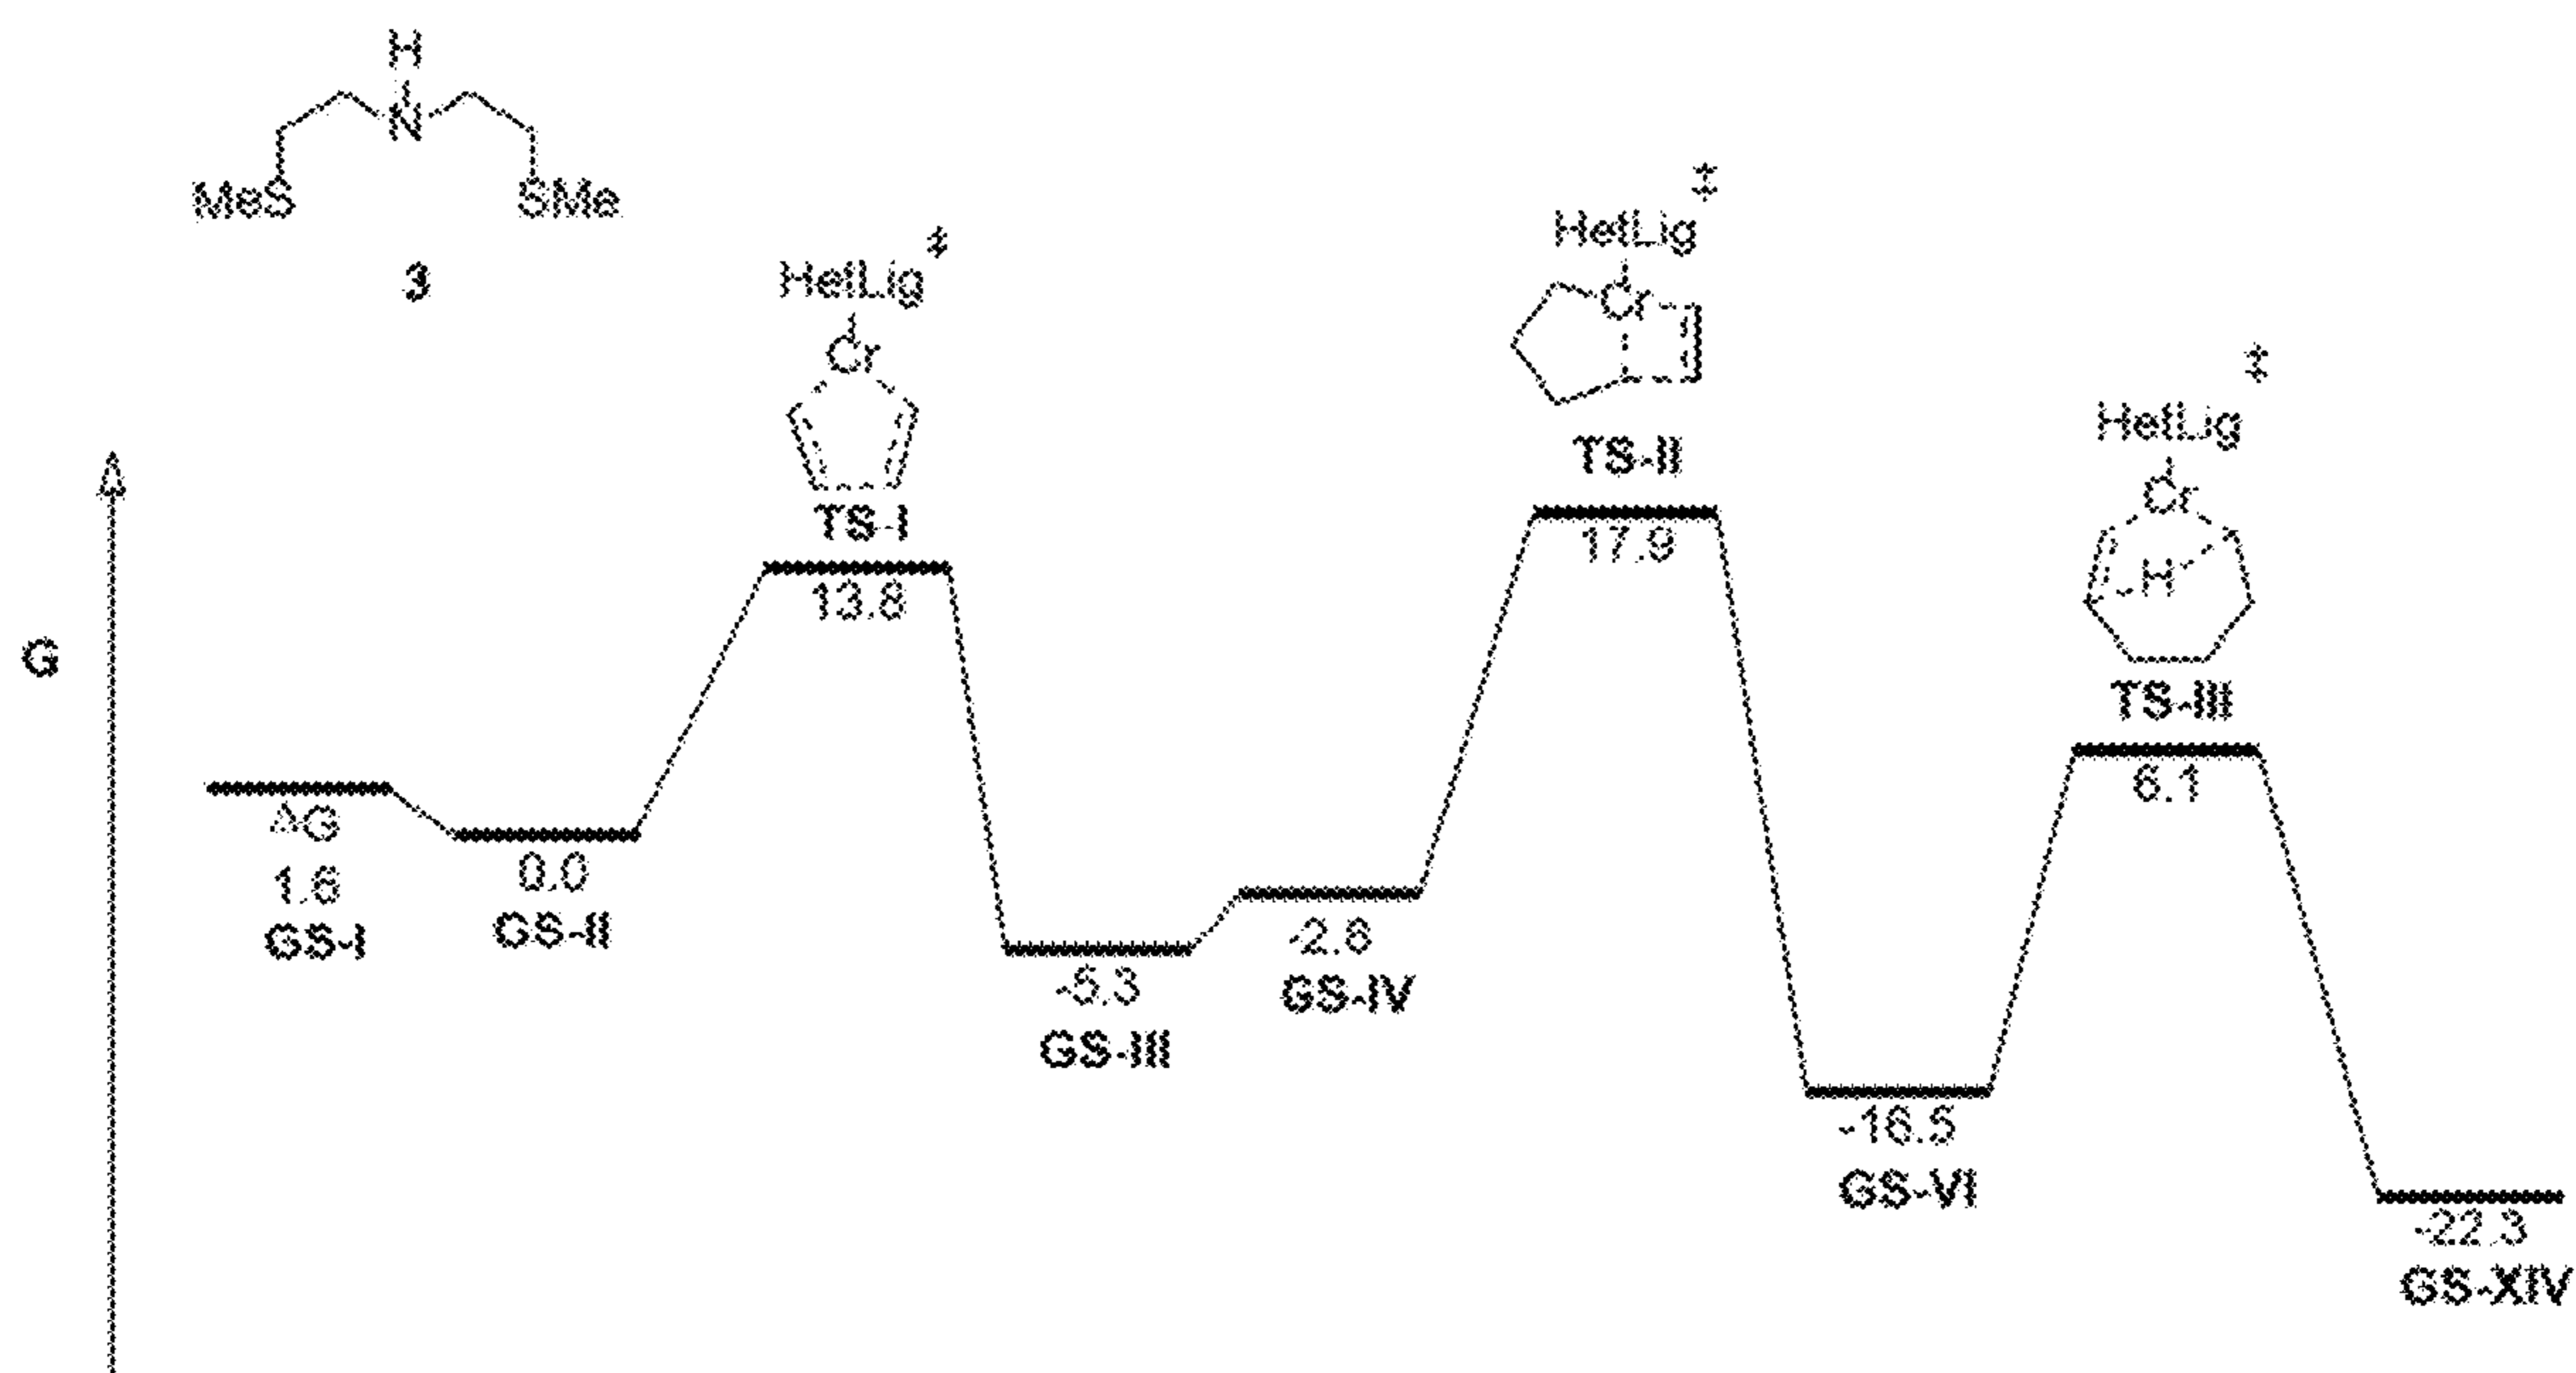 H
N
MeS
SMe
3
HetLig
‡
Cr
TS-I
13.8
HetLig
‡
Cr
TS-II
17.9
HetLig
‡
Cr
H
TS-III
6.1
G
ΔG
1.6
GS-I
0.0
GS-II
-5.3
GS-III
-2.6
GS-IV
-16.5
GS-VI
-22.3
GS-XIV